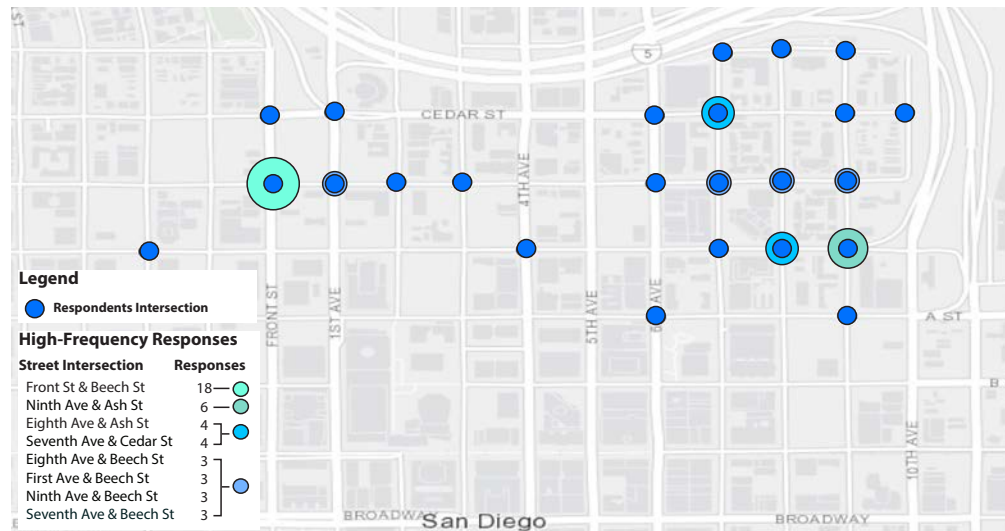 ST
5
CEDAR ST
4TH AVE
FRONT ST
1ST AVE
5TH AVE
AVE
A ST
B
10TH AVE
BROADWAY
San Diego
BROADWAY
Legend
Respondents Intersection
High-Frequency Responses
Street Intersection Responses
Front St & Beech St 18
Ninth Ave & Ash St 6
Eighth Ave & Ash St 4
Seventh Ave & Cedar St 4
Eighth Ave & Beech St 3
First Ave & Beech St 3
Ninth Ave & Beech St 3
Seventh Ave & Beech St 3